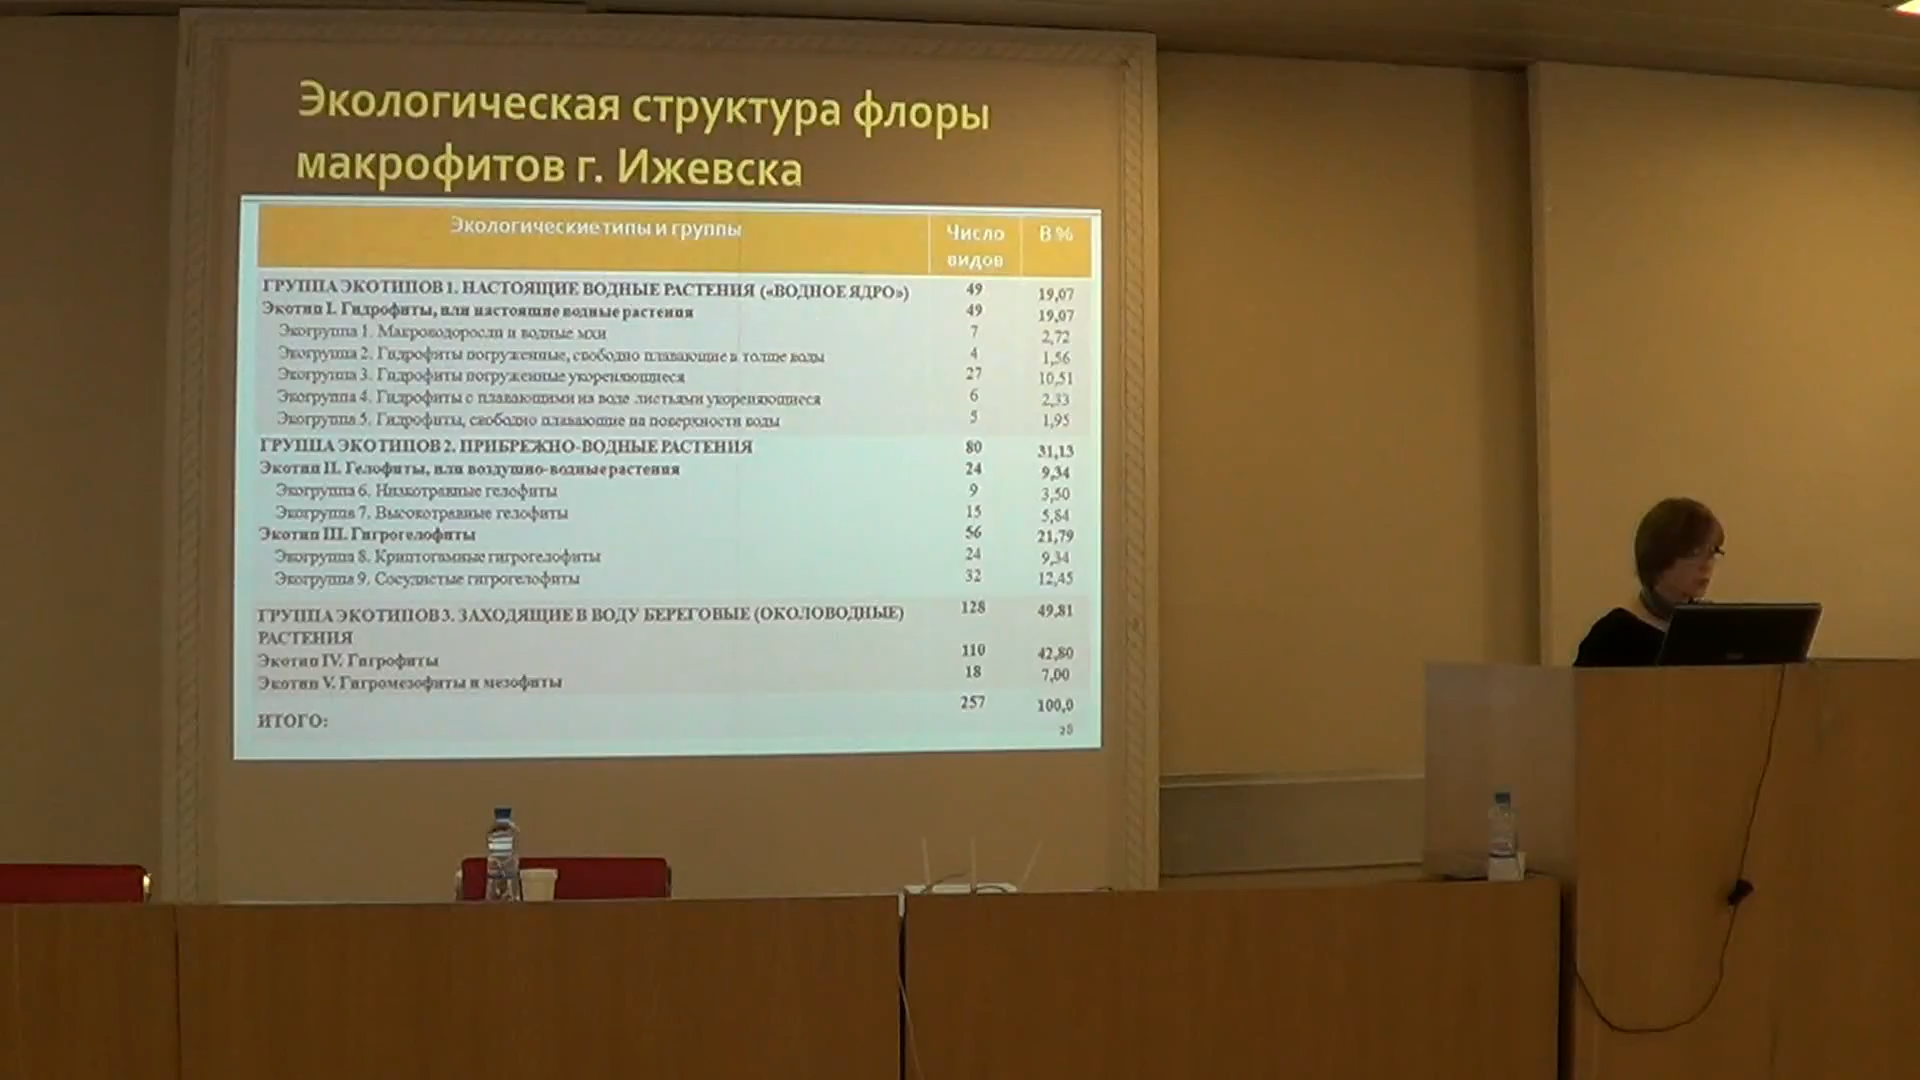 Экологическая структура флоры
макрофитов г. Ижевска
Экологические типы и группы Число видов В %
ГРУППА ЭКОТИПОВ 1. НАСТОЯЩИЕ ВОДНЫЕ РАСТЕНИЯ («ВОДНОЕ ЯДРО») 49 19,07
Экотип I. Гидрофиты, или настоящие водные растения 49 19,07
Экогруппа 1. Макроводоросли и водные мхи 7 2,72
Экогруппа 2. Гидрофиты погруженные, свободно плавающие в толще воды 4 1,56
Экогруппа 3. Гидрофиты погруженные укореняющиеся 27 10,51
Экогруппа 4. Гидрофиты с плавающими на воде листьями укореняющиеся 6 2,33
Экогруппа 5. Гидрофиты, свободно плавающие на поверхности воды 5 1,95
ГРУППА ЭКОТИПОВ 2. ПРИБРЕЖНО-ВОДНЫЕ РАСТЕНИЯ 80 31,13
Экотип II. Гелофиты, или воздушно-водные растения 24 9,34
Экогруппа 6. Низкотравные гелофиты 9 3,50
Экогруппа 7. Высокотравные гелофиты 15 5,84
Экотип III. Гигрогелофиты 56 21,79
Экогруппа 8. Криптогамные гигрогелофиты 24 9,34
Экогруппа 9. Сосудистые гигрогелофиты 32 12,45
ГРУППА ЭКОТИПОВ 3. ЗАХОДЯЩИЕ В ВОДУ БЕРЕГОВЫЕ (ОКОЛОВОДНЫЕ) 128 49,81
РАСТЕНИЯ
Экотип IV. Гигрофиты 110 42,80
Экотип V. Гигромезофиты и мезофиты 18 7,00
ИТОГО: 257 100,0